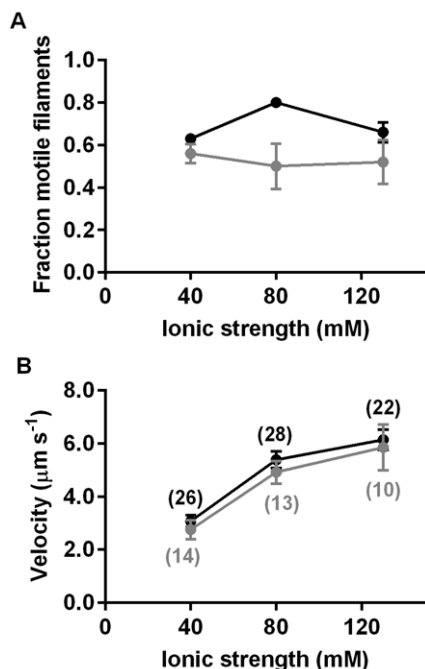 A
Fraction motile filaments
1.0
0.8
0.6
0.4
0.2
0.0
0 40 80 120
Ionic strength (mM)
B
Velocity (μm s⁻¹)
8.0
6.0
4.0
2.0
0.0
(22)
(28)
(26)
(10)
(13)
(14)
0 40 80 120
Ionic strength (mM)